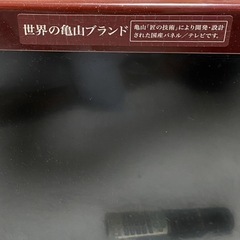 世界の亀山ブランド
亀山「匠の技術」により開発・設計
された国産パネル／テレビです。